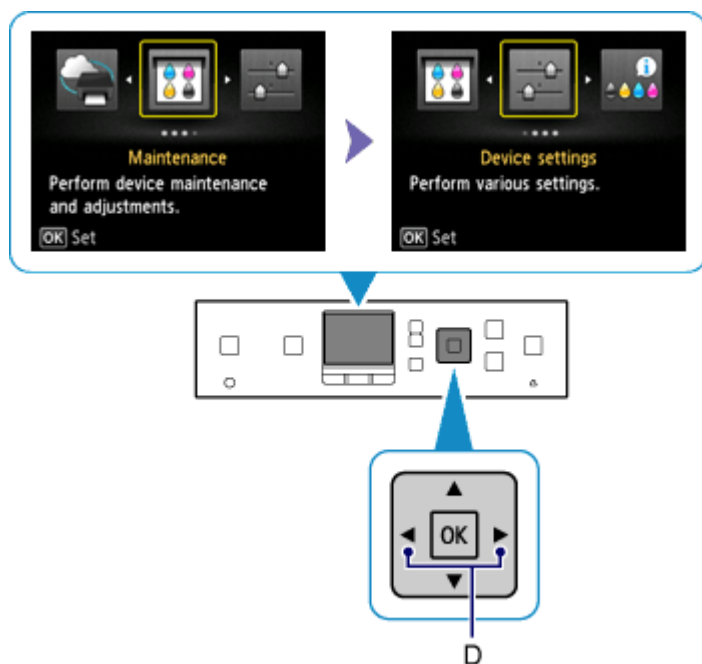 Maintenance
Perform device maintenance
and adjustments.
OK Set
Device settings
Perform various settings.
OK Set
OK
D